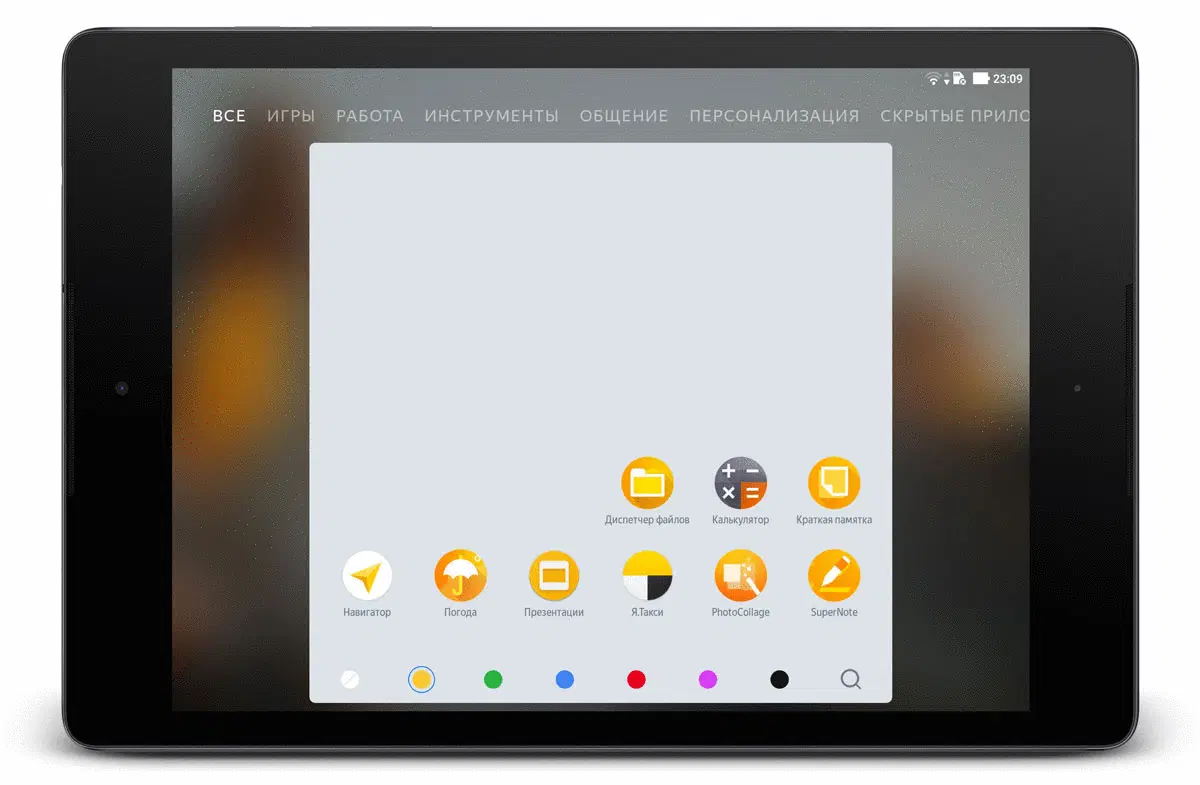 23:09
ВСЕ ИГРЫ РАБОТА ИНСТРУМЕНТЫ ОБЩЕНИЕ ПЕРСОНАЛИЗАЦИЯ СКРЫТЫЕ ПРИЛО
Диспетчер файлов Калькулятор Краткая памятка
Навигатор Погода Презентации Я.Такси PhotoCollage SuperNote